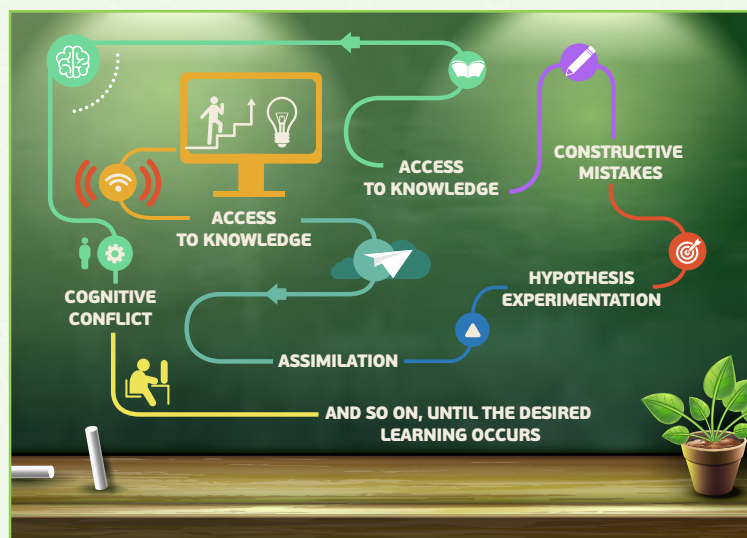 ACCESS
TO KNOWLEDGE
CONSTRUCTIVE
MISTAKES
ACCESS
TO KNOWLEDGE
HYPOTHESIS
EXPERIMENTATION
COGNITIVE
CONFLICT
ASSIMILATION
AND SO ON, UNTIL THE DESIRED
LEARNING OCCURS